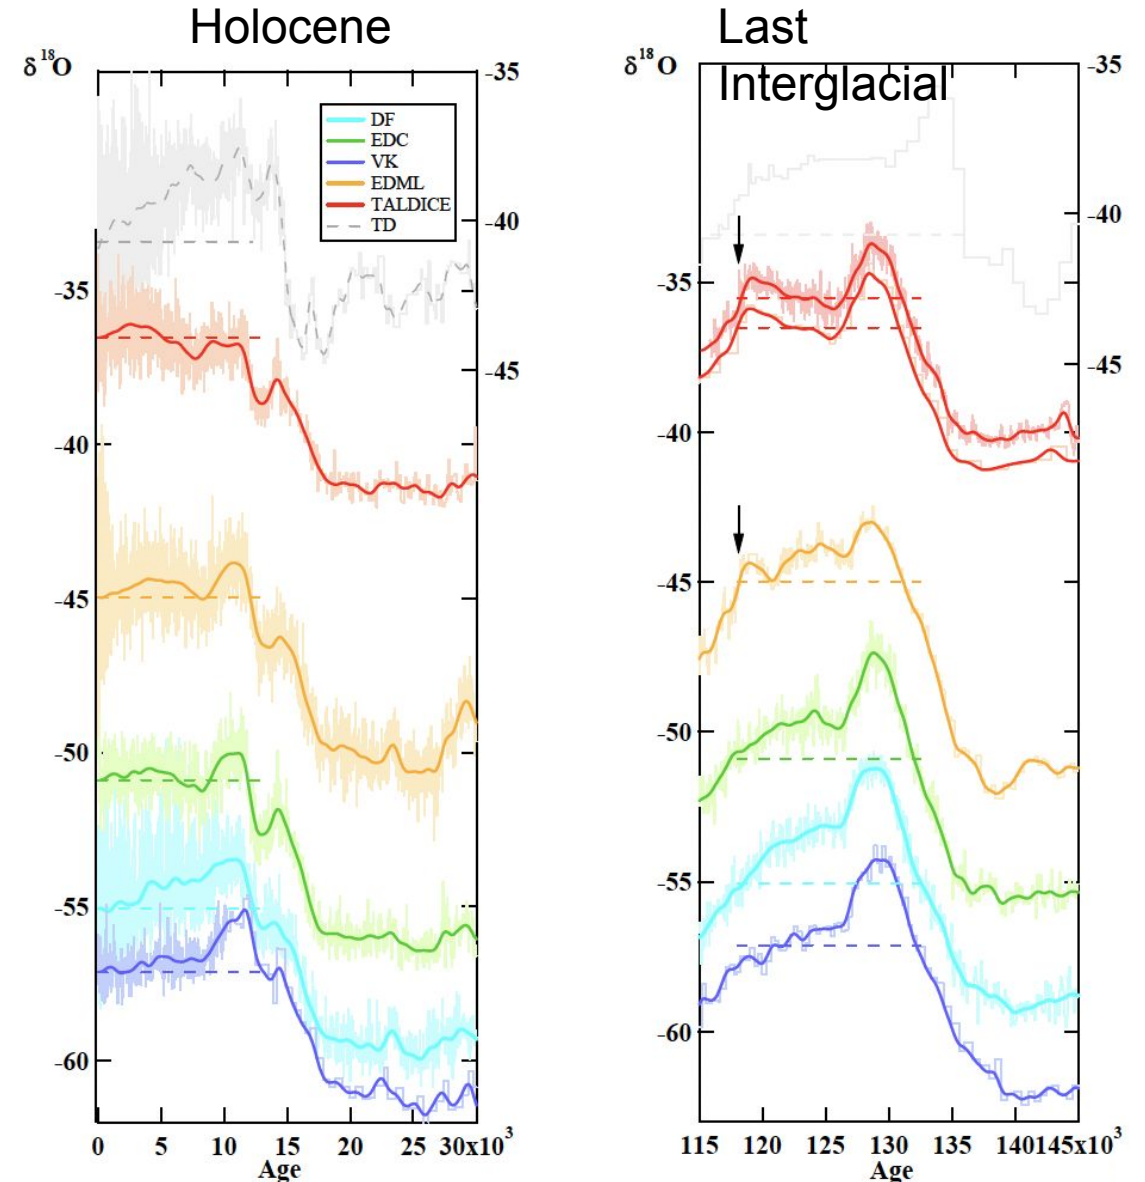 Holocene
δ18O
-35
DF
EDC
VK
EDML
TALDICE
TD
-40
-35
-45
-40
-45
-50
-55
-60
0 5 10 15 20 25 30x10³
Age
Last
Interglacial
δ18O
-35
-40
-35
-45
-40
-45
-50
-55
-60
115 120 125 130 135 140145x10³
Age